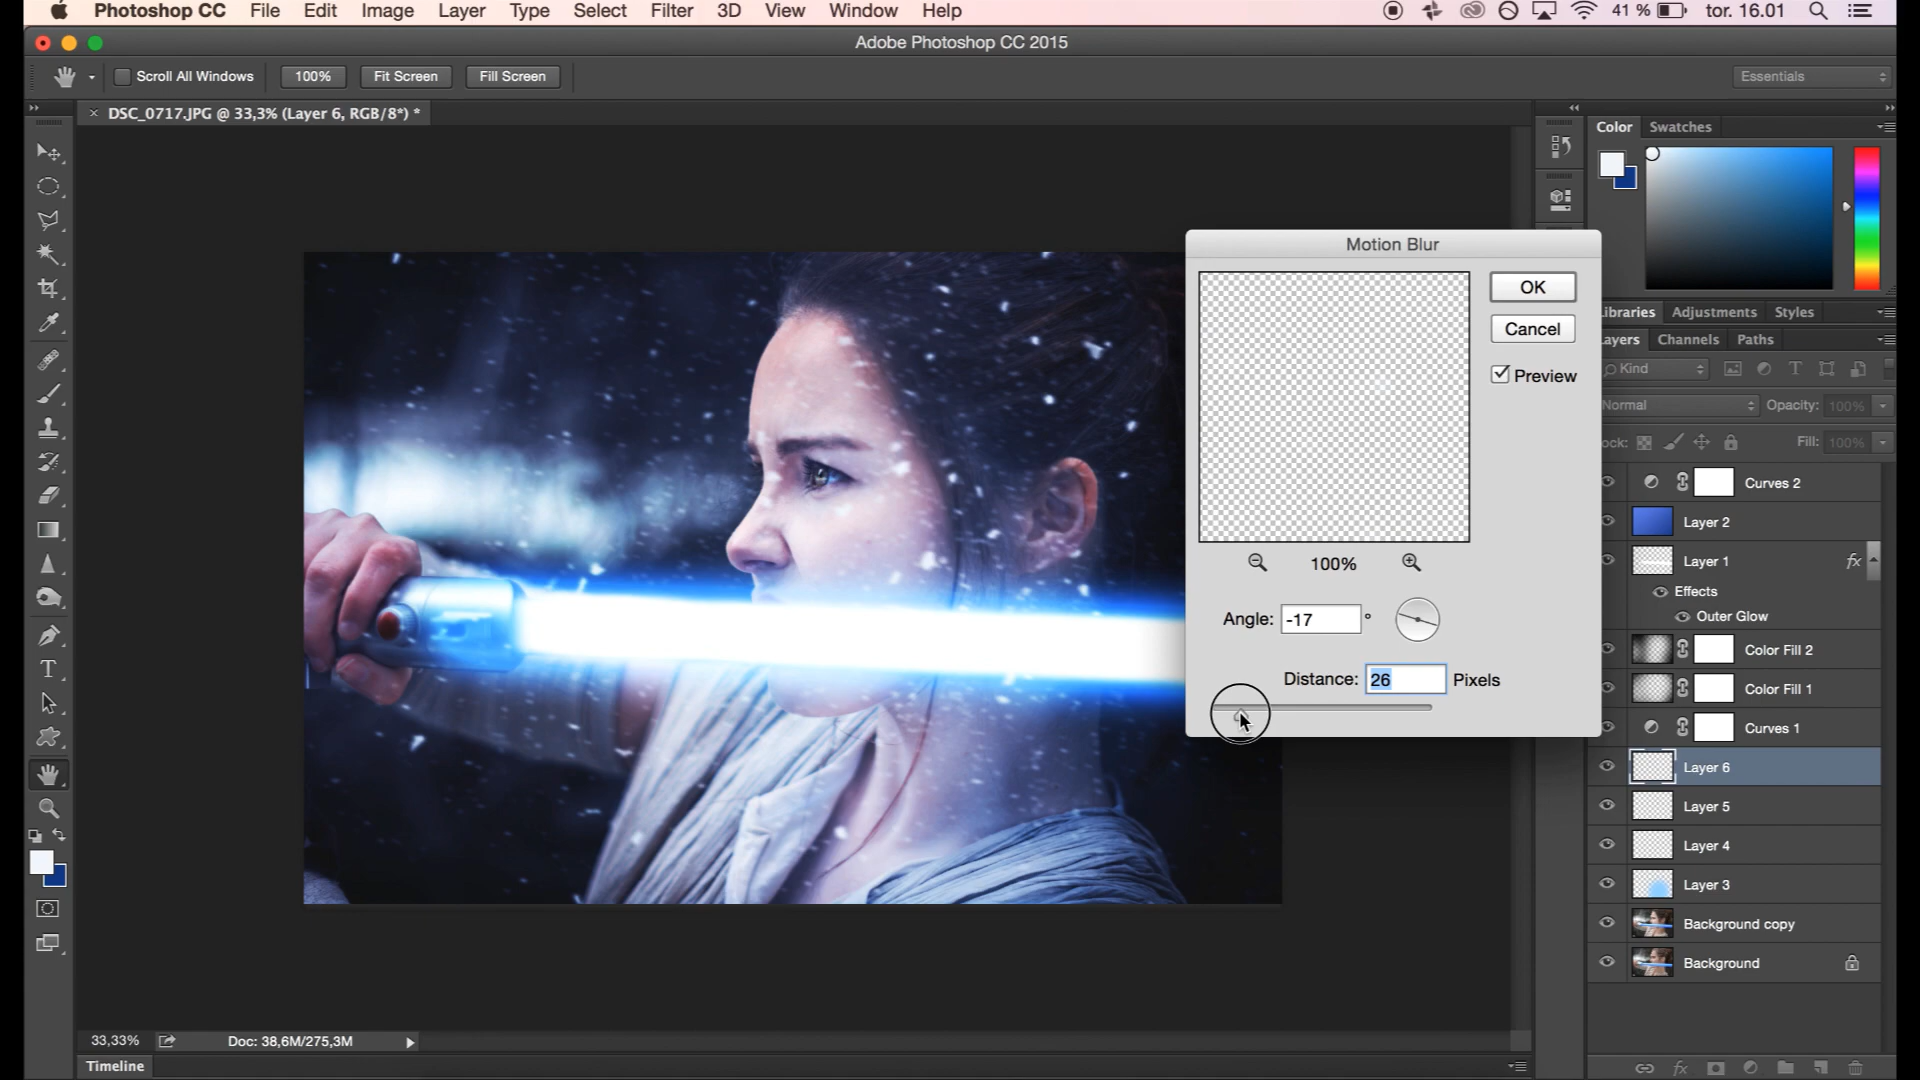 Photoshop CC File Edit Image Layer Type Select Filter 3D View Window Help 41 % tor. 16.01
Adobe Photoshop CC 2015
Scroll All Windows 100% Fit Screen Fill Screen Essentials
× DSC_0717.JPG @ 33,3% (Layer 6, RGB/8*) *
Color Swatches
Motion Blur
OK
Cancel
Preview
100%
Angle: -17 °
Distance: 26 Pixels
Libraries Adjustments Styles
Layers Channels Paths
Kind
Normal Opacity: 100%
Lock: Fill: 100%
Curves 2
Layer 2
Layer 1 fx
Effects
Outer Glow
Color Fill 2
Color Fill 1
Curves 1
Layer 6
Layer 5
Layer 4
Layer 3
Background copy
Background
33,33% Doc: 38,6M/275,3M
Timeline
fx